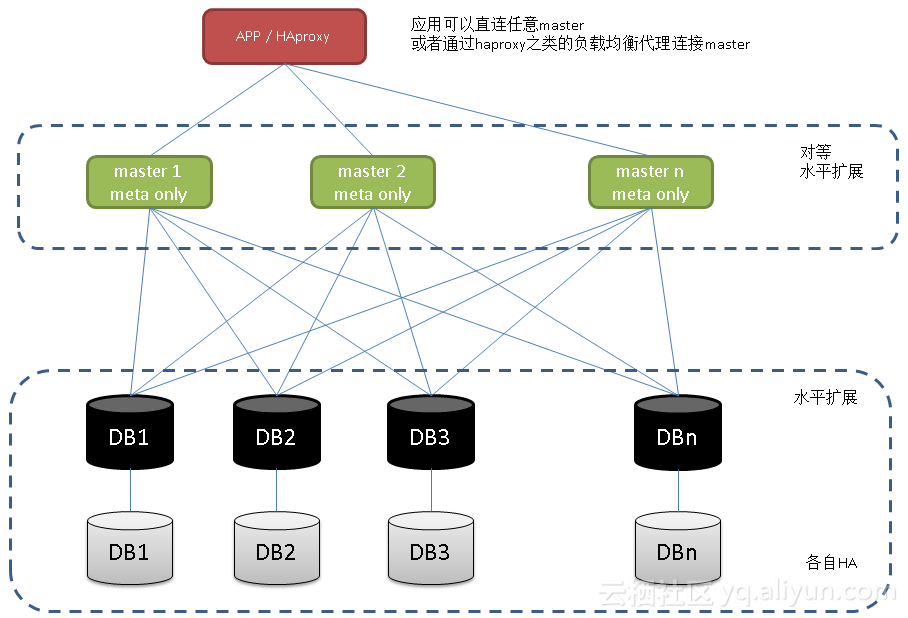 APP / HAproxy
应用可以直连任意master
或者通过haproxy之类的负载均衡代理连接master
对等
水平扩展
master 1
meta only
master 2
meta only
master n
meta only
水平扩展
DB1
DB2
DB3
DBn
DB1
DB2
DB3
DBn
各自HA
云栖社区 yq.aliyun.com